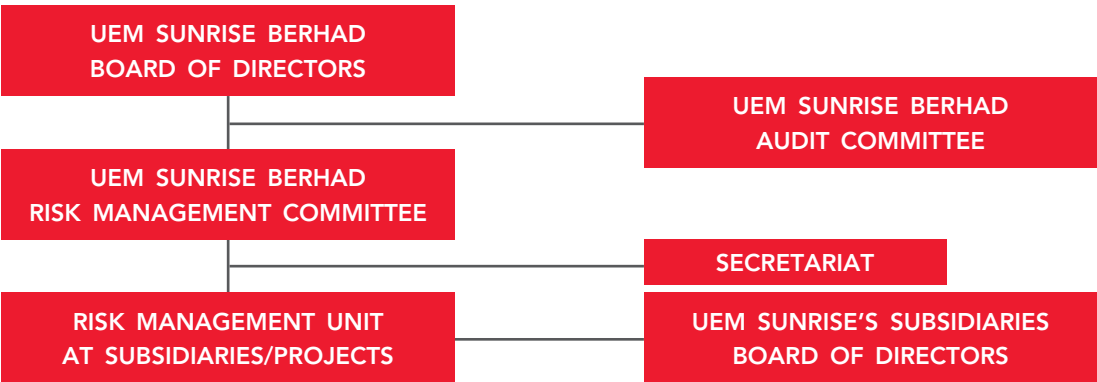 UEM SUNRISE BERHAD
BOARD OF DIRECTORS
UEM SUNRISE BERHAD
AUDIT COMMITTEE
UEM SUNRISE BERHAD
RISK MANAGEMENT COMMITTEE
SECRETARIAT
RISK MANAGEMENT UNIT
AT SUBSIDIARIES/PROJECTS
UEM SUNRISE'S SUBSIDIARIES
BOARD OF DIRECTORS